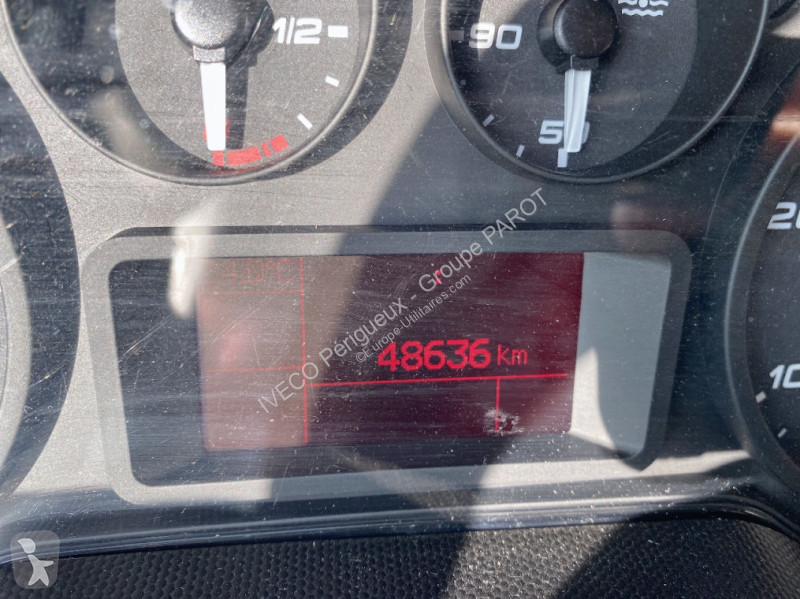 1/2
90
50
20
10
48636 km
IVECO Périgueux - Groupe PAROT
©Europe-Utilitaires.com